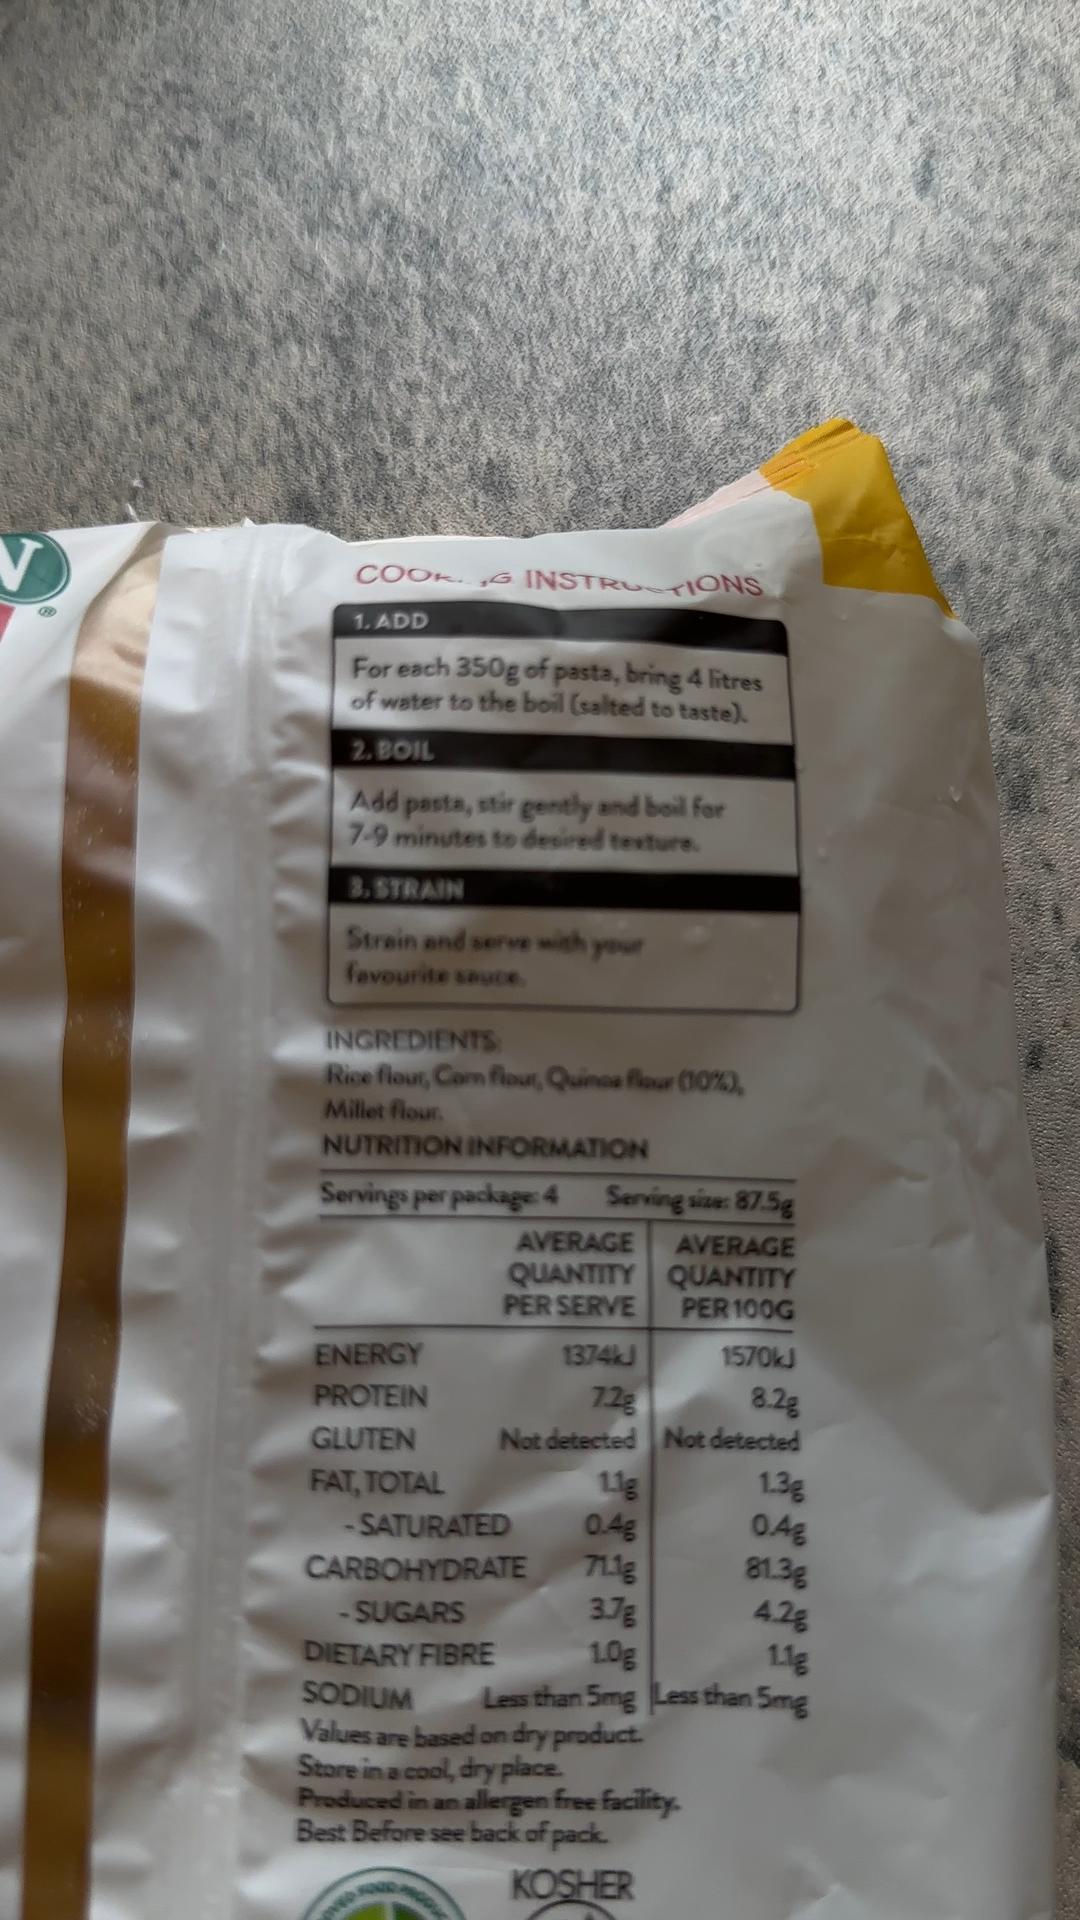 ®
INSTRUCTIONS
1. ADD
For each 350g of pasta, bring 4 litres
of water to the boil (salted to taste).
2. BOIL
Add pasta, stir gently and boil for
7-9 minutes to desired texture.
3. STRAIN
Strain and serve with your
favourite sauce.
INGREDIENTS:
Rice flour, Corn flour, Quinoa flour (10%),
Millet flour.
NUTRITION INFORMATION
Servings per package: 4 Serving size: 87.5g
AVERAGE AVERAGE
QUANTITY QUANTITY
PER SERVE PER 100G
ENERGY 1374kJ 1570kJ
PROTEIN 7.2g 8.2g
GLUTEN Not detected Not detected
FAT, TOTAL 1.1g 1.3g
- SATURATED 0.4g 0.4g
CARBOHYDRATE 71.1g 81.3g
- SUGARS 3.7g 4.2g
DIETARY FIBRE 1.0g 1.1g
SODIUM Less than 5mg Less than 5mg
Values are based on dry product.
Store in a cool, dry place.
Produced in an allergen free facility.
Best Before see back of pack.
KOSHER
FOOD